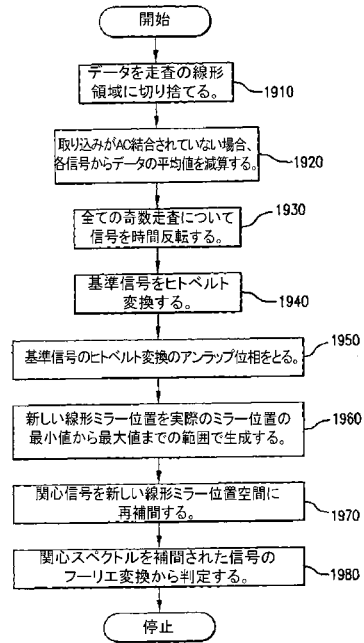 開始
データを走査の線形
領域に切り捨てる。
1910
取り込みがAC結合されていない場合、
各信号からデータの平均値を減算する。
1920
全ての奇数走査について
信号を時間反転する。
1930
基準信号をヒトベルト
変換する。
1940
基準信号のヒトベルト変換のアンラップ位相をとる。
1950
新しい線形ミラー位置を実際のミラー位置の
最小値から最大値までの範囲で生成する。
1960
関心信号を新しい線形ミラー位置空間に
再補間する。
1970
関心スペクトルを補間された信号の
フーリエ変換から判定する。
1980
停止